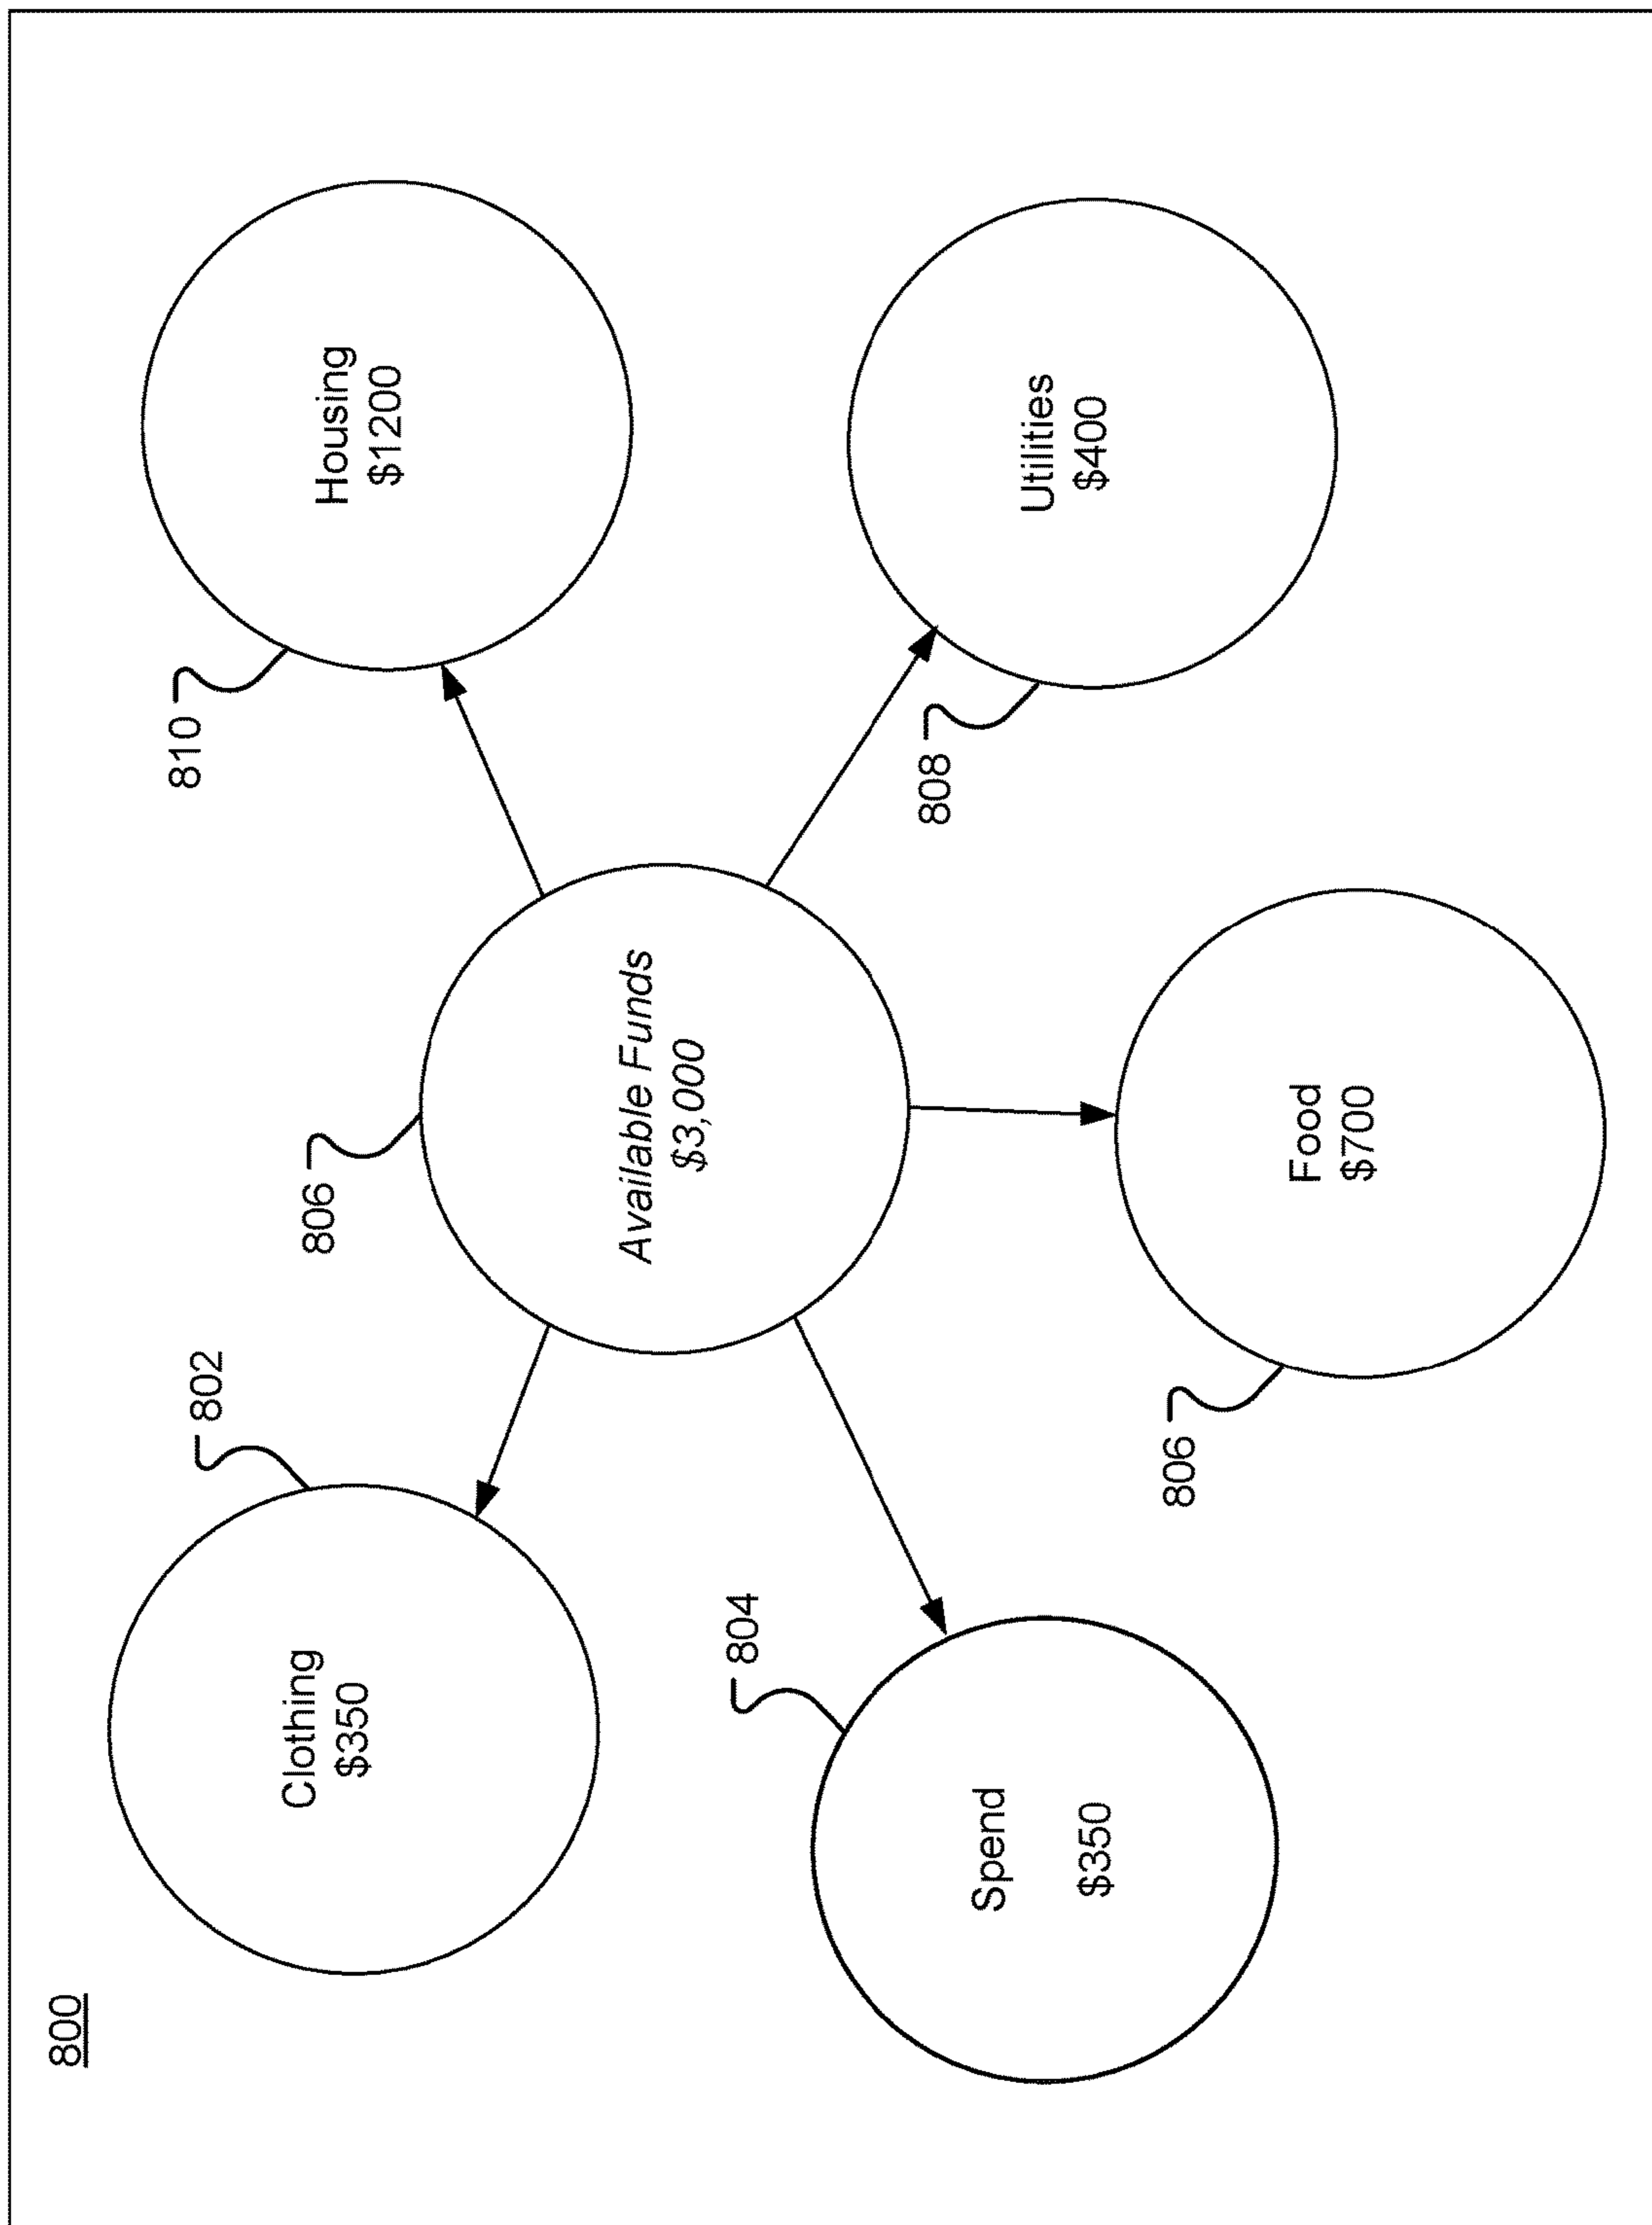 800
802
Clothing
$350
806
Available Funds
$3,000
810
Housing
$1200
804
Spend
$350
806
Food
$700
808
Utilities
$400